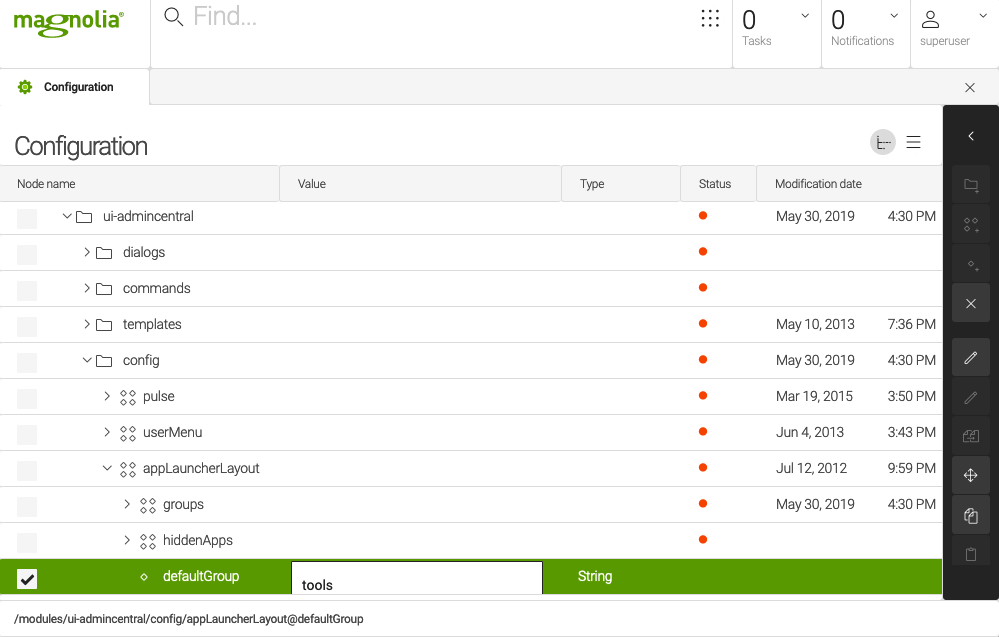 magnolia®
Find...
0
Tasks
0
Notifications
superuser
Configuration
Configuration
Node name Value Type Status Modification date
ui-admincentral May 30, 2019 4:30 PM
dialogs
commands
templates May 10, 2013 7:36 PM
config May 30, 2019 4:30 PM
pulse Mar 19, 2015 3:50 PM
userMenu Jun 4, 2013 3:43 PM
appLauncherLayout Jul 12, 2012 9:59 PM
groups May 30, 2019 4:30 PM
hiddenApps
defaultGroup tools String
/modules/ui-admincentral/config/appLauncherLayout@defaultGroup